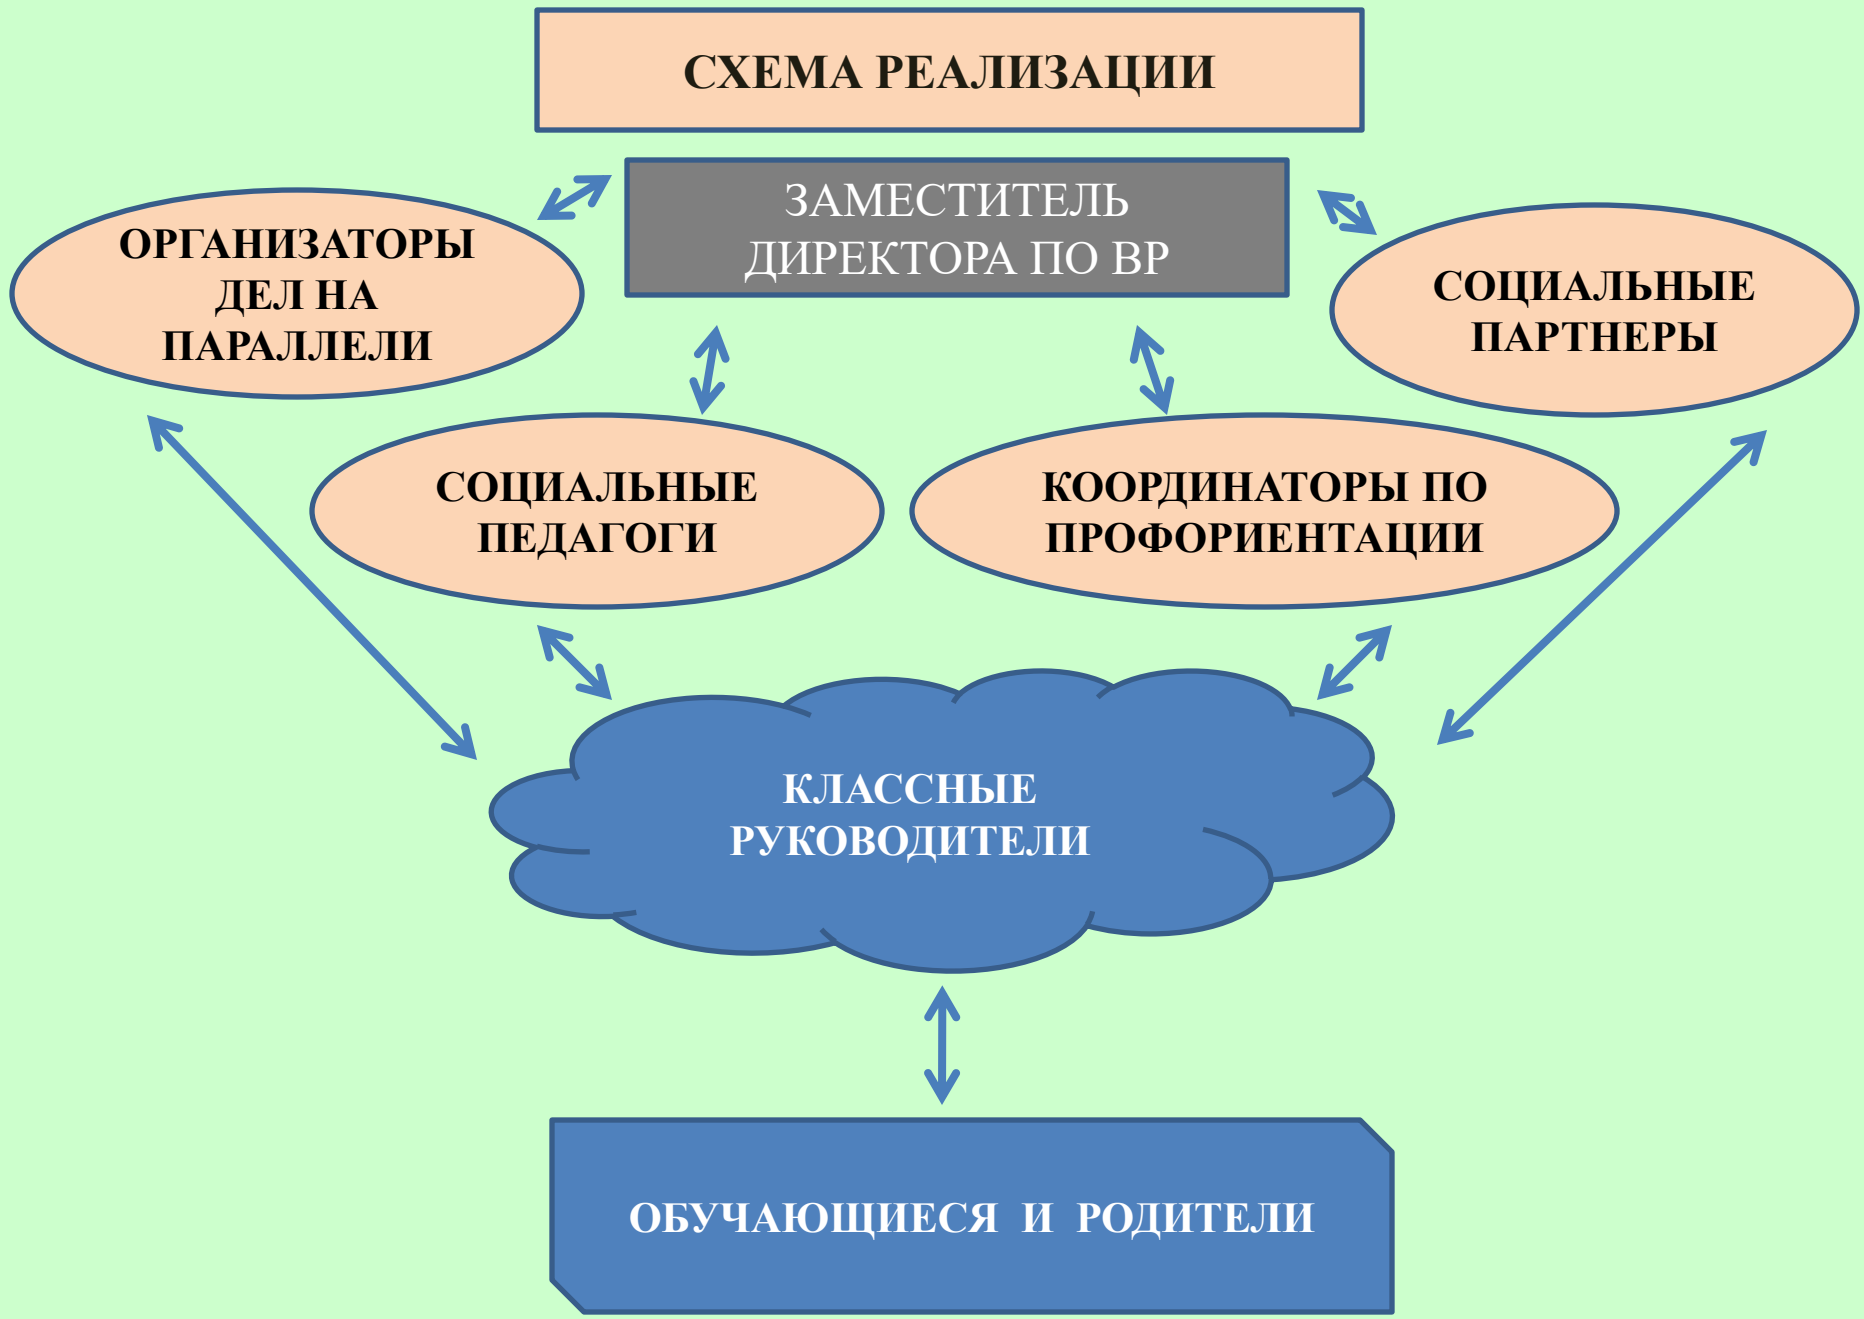 СХЕМА РЕАЛИЗАЦИИ
ЗАМЕСТИТЕЛЬ
ДИРЕКТОРА ПО ВР
ОРГАНИЗАТОРЫ
ДЕЛ НА
ПАРАЛЛЕЛИ
СОЦИАЛЬНЫЕ
ПАРТНЕРЫ
СОЦИАЛЬНЫЕ
ПЕДАГОГИ
КООРДИНАТОРЫ ПО
ПРОФОРИЕНТАЦИИ
КЛАССНЫЕ
РУКОВОДИТЕЛИ
ОБУЧАЮЩИЕСЯ И РОДИТЕЛИ